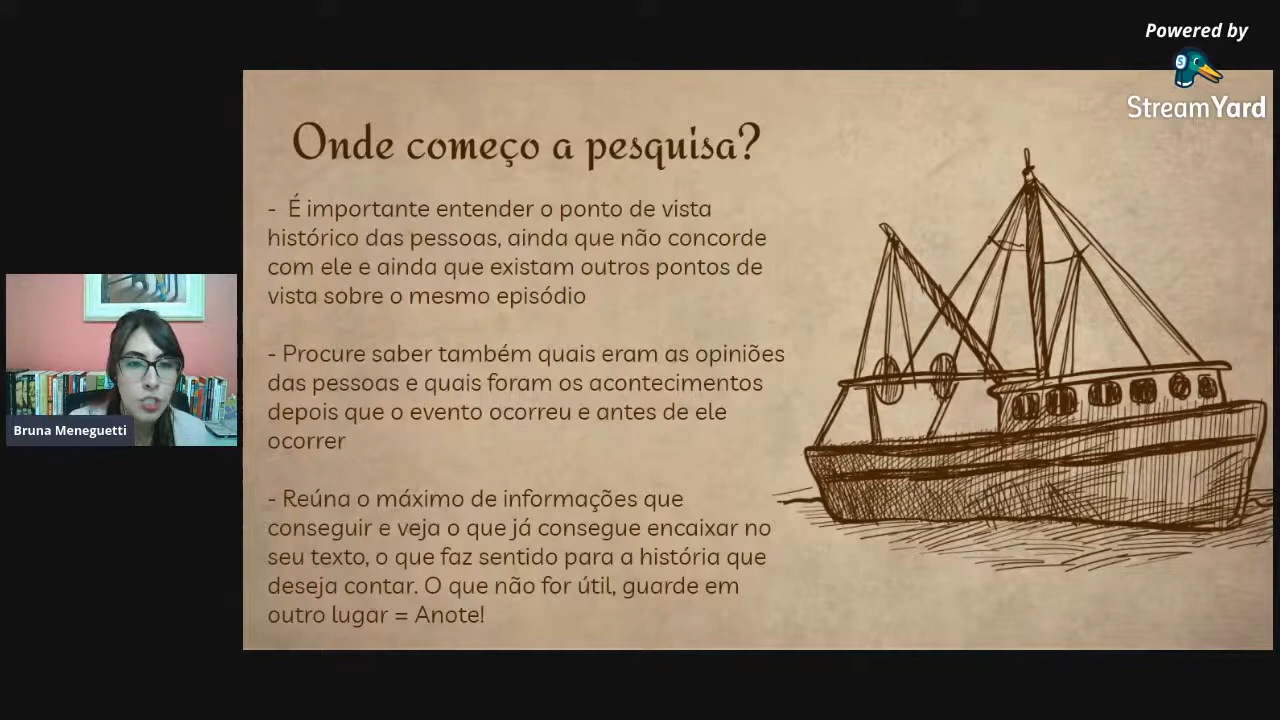 Powered by
StreamYard
Onde começo a pesquisa?
- É importante entender o ponto de vista
histórico das pessoas, ainda que não concorde
com ele e ainda que existam outros pontos de
vista sobre o mesmo episódio
- Procure saber também quais eram as opiniões
das pessoas e quais foram os acontecimentos
depois que o evento ocorreu e antes de ele
ocorrer
- Reúna o máximo de informações que
conseguir e veja o que já consegue encaixar no
seu texto, o que faz sentido para a história que
deseja contar. O que não for útil, guarde em
outro lugar = Anote!
Bruna Meneguetti